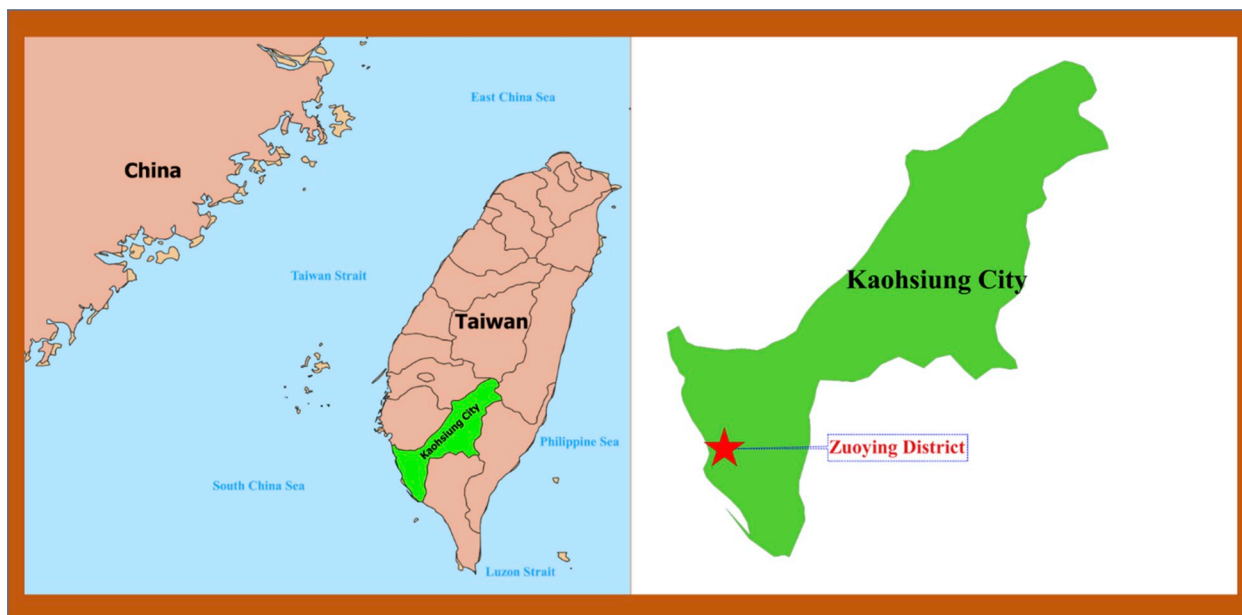 East China Sea
China
Taiwan Strait
Taiwan
Kaohsiung City
Philippine Sea
South China Sea
Luzon Strait
Kaohsiung City
Zuoying District